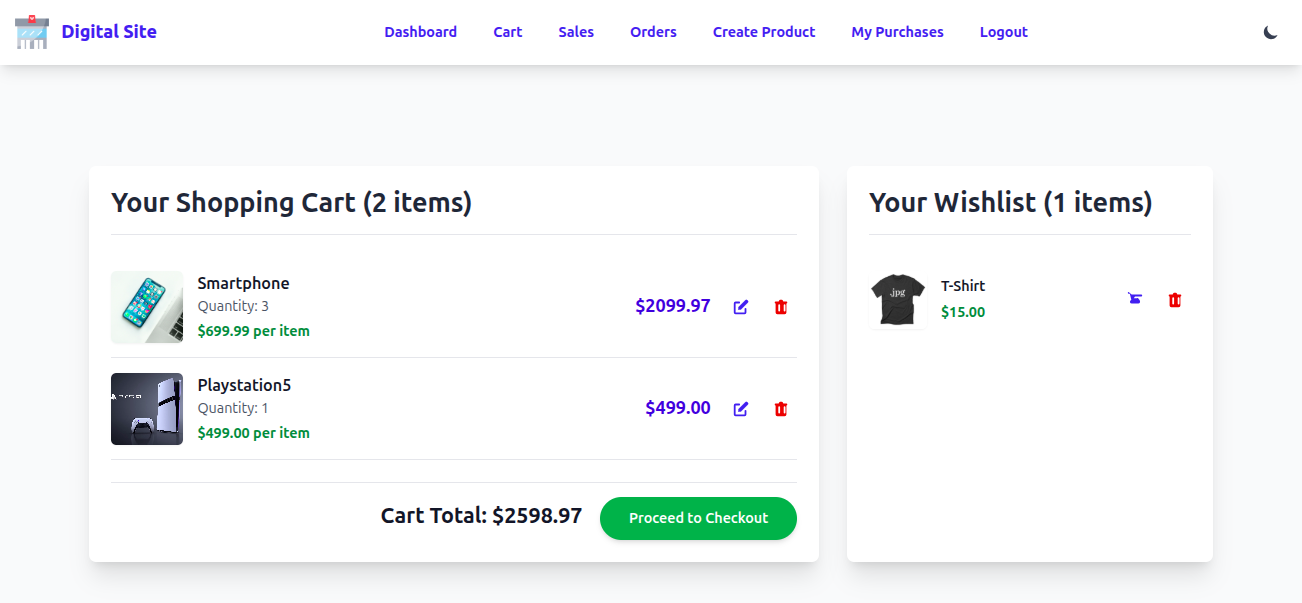 Digital Site
Dashboard
Cart
Sales
Orders
Create Product
My Purchases
Logout
Your Shopping Cart (2 items)
Smartphone
Quantity: 3
$699.99 per item
$2099.97
Playstation5
Quantity: 1
$499.00 per item
$499.00
Cart Total: $2598.97
Proceed to Checkout
Your Wishlist (1 items)
.jpg
T-Shirt
$15.00